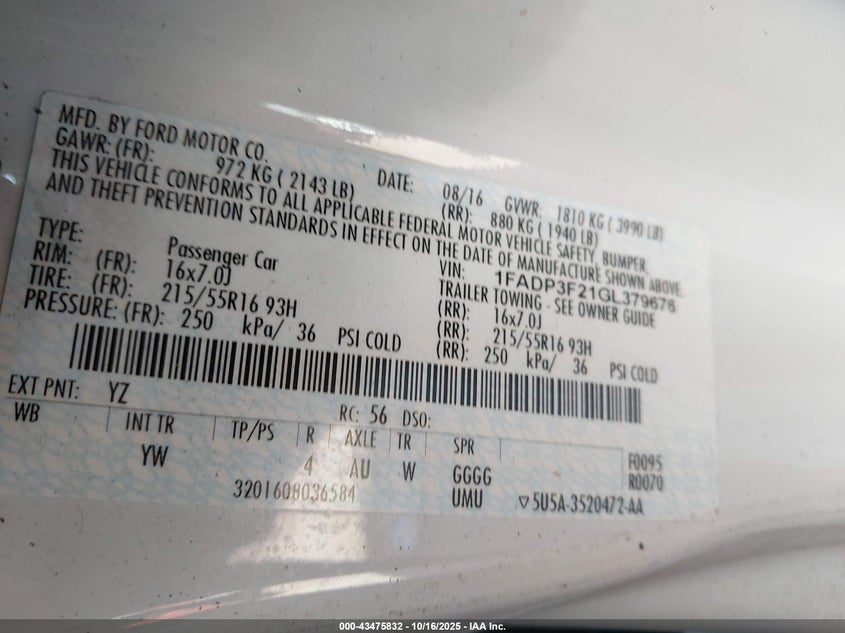 MFD. BY FORD MOTOR CO.
DATE: 08/16 GVWR: 1810 KG ( 3990 LB)
GAWR: (FR): 972 KG ( 2143 LB) (RR): 880 KG ( 1940 LB)
THIS VEHICLE CONFORMS TO ALL APPLICABLE FEDERAL MOTOR VEHICLE SAFETY, BUMPER,
AND THEFT PREVENTION STANDARDS IN EFFECT ON THE DATE OF MANUFACTURE SHOWN ABOVE.
VIN: 1FADP3F21GL379676
TYPE: Passenger Car TRAILER TOWING - SEE OWNER GUIDE
RIM: (FR): 16x7.0J (RR): 16x7.0J
TIRE: (FR): 215/55R16 93H (RR): 215/55R16 93H
PRESSURE: (FR): 250 kPa/ 36 PSI COLD (RR): 250 kPa/ 36 PSI COLD
EXT PNT: YZ RC: 56 DSO:
WB INT TR TP/PS R AXLE TR SPR
YW 4 AU W GGGG F0095
UMU R0070
3201608036584 ▽5U5A-3520472-AA
000-43475832 - 10/16/2025 - IAA Inc.